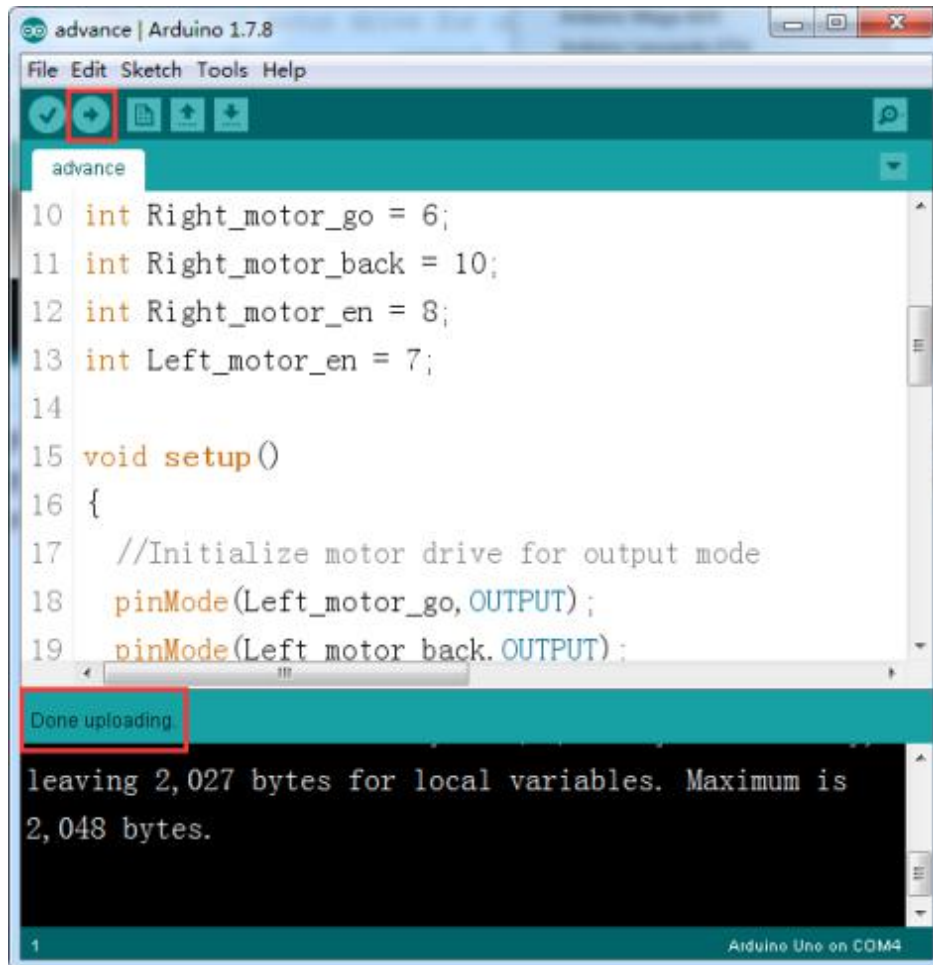 advance | Arduino 1.7.8
File Edit Sketch Tools Help
advance
10 int Right_motor_go = 6;
11 int Right_motor_back = 10;
12 int Right_motor_en = 8;
13 int Left_motor_en = 7;
14
15 void setup()
16 {
17 //Initialize motor drive for output mode
18 pinMode(Left_motor_go,OUTPUT);
19 pinMode(Left_motor_back,OUTPUT);
Done uploading.
leaving 2,027 bytes for local variables. Maximum is
2,048 bytes.
1 Arduino Uno on COM4